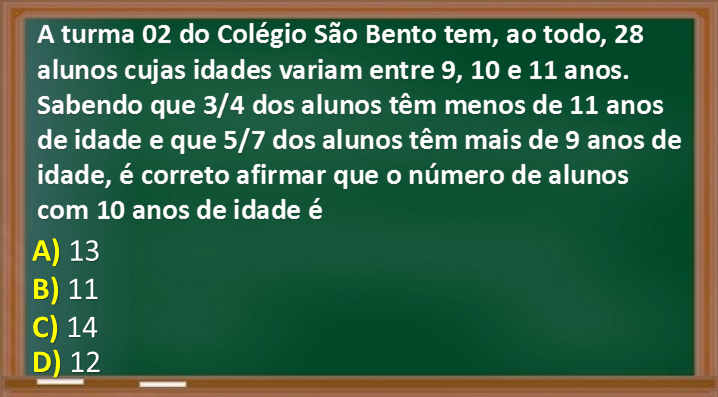 A turma 02 do Colégio São Bento tem, ao todo, 28
alunos cujas idades variam entre 9, 10 e 11 anos.
Sabendo que 3/4 dos alunos têm menos de 11 anos
de idade e que 5/7 dos alunos têm mais de 9 anos de
idade, é correto afirmar que o número de alunos
com 10 anos de idade é
A) 13
B) 11
C) 14
D) 12